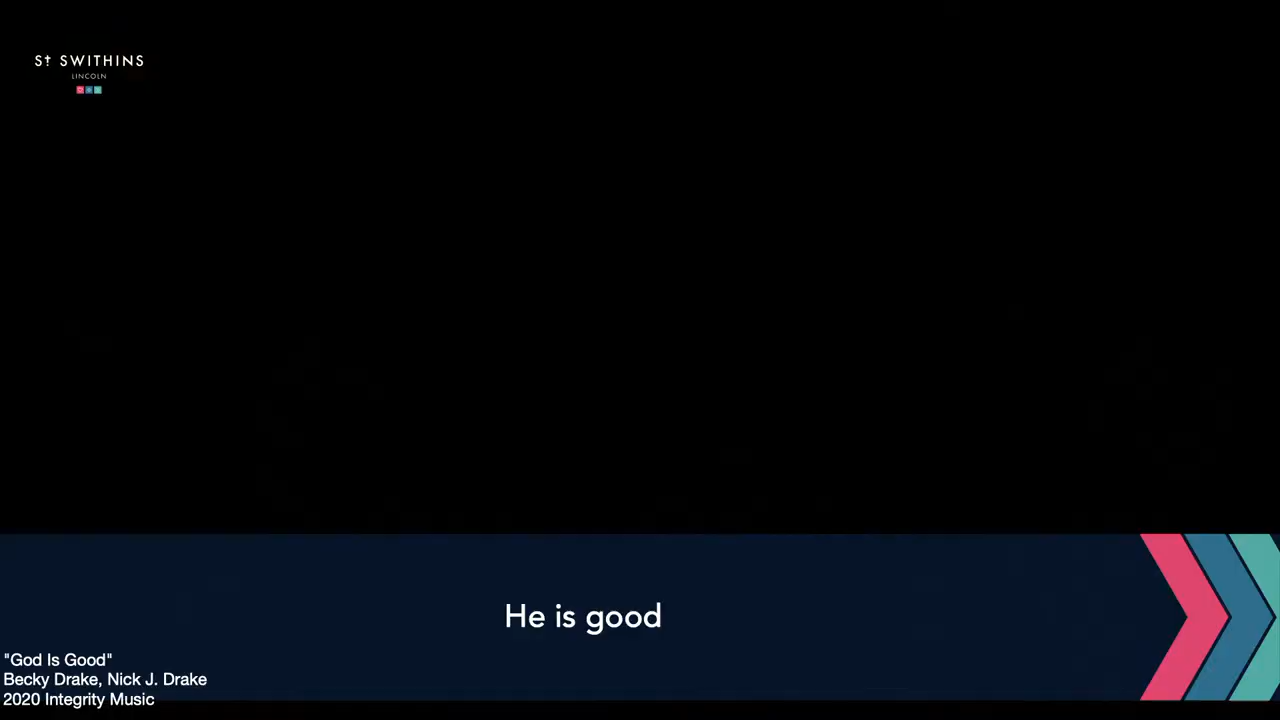 St SWITHINS
LINCOLN
He is good
"God Is Good"
Becky Drake, Nick J. Drake
2020 Integrity Music